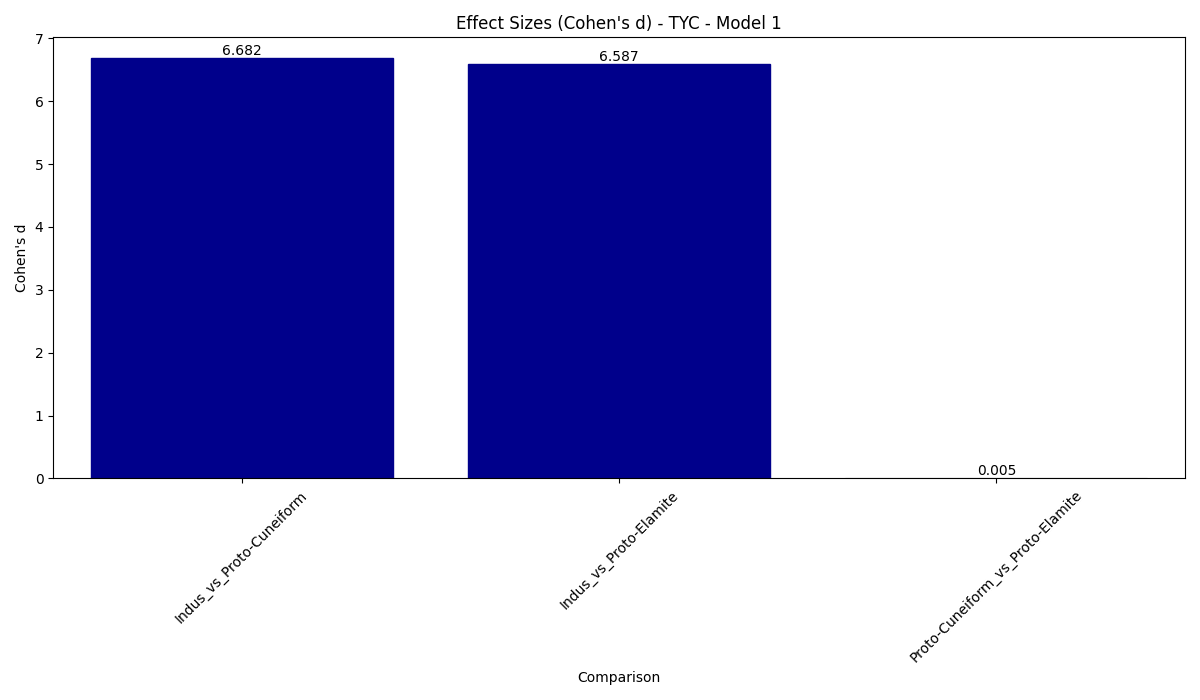 Effect Sizes (Cohen's d) - TYC - Model 1
7
6
5
4
3
2
1
0
Cohen's d
6.682
6.587
0.005
Indus_vs_Proto-Cuneiform
Indus_vs_Proto-Elamite
Proto-Cuneiform_vs_Proto-Elamite
Comparison